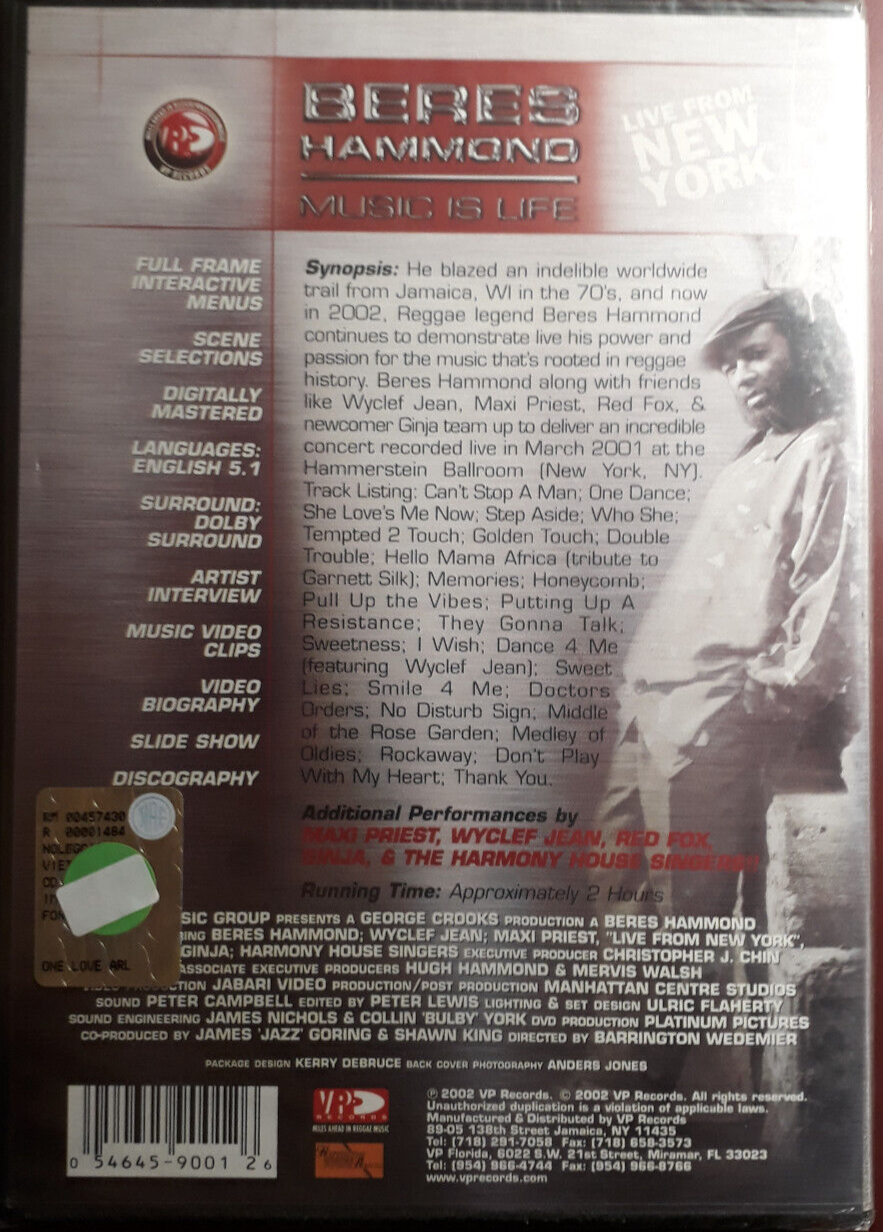 BERES
HAMMOND
MUSIC IS LIFE
LIVE FROM
NEW
YORK
VP
VP RECORDS
FULL FRAME
INTERACTIVE
MENUS
SCENE
SELECTIONS
DIGITALLY
MASTERED
LANGUAGES:
ENGLISH 5.1
SURROUND:
DOLBY
SURROUND
ARTIST
INTERVIEW
MUSIC VIDEO
CLIPS
VIDEO
BIOGRAPHY
SLIDE SHOW
DISCOGRAPHY
Synopsis: He blazed an indelible worldwide
trail from Jamaica, WI in the 70's, and now
in 2002, Reggae legend Beres Hammond
continues to demonstrate live his power and
passion for the music that's rooted in reggae
history. Beres Hammond along with friends
like Wyclef Jean, Maxi Priest, Red Fox, &
newcomer Ginja team up to deliver an incredible
concert recorded live in March 2001 at the
Hammerstein Ballroom (New York, NY).
Track Listing: Can't Stop A Man; One Dance;
She Love's Me Now; Step Aside; Who She;
Tempted 2 Touch; Golden Touch; Double
Trouble; Hello Mama Africa (tribute to
Garnett Silk); Memories; Honeycomb;
Pull Up the Vibes; Putting Up A
Resistance; They Gonna Talk;
Sweetness; I Wish; Dance 4 Me
(featuring Wyclef Jean); Sweet
Lies; Smile 4 Me; Doctors
Orders; No Disturb Sign; Middle
of the Rose Garden; Medley of
Oldies; Rockaway; Don't Play
With My Heart; Thank You.
Additional Performances by
MAXI PRIEST, WYCLEF JEAN, RED FOX,
GINJA, & THE HARMONY HOUSE SINGERS!!
Running Time: Approximately 2 Hours
SIC GROUP PRESENTS A GEORGE CROOKS PRODUCTION A BERES HAMMOND
RING BERES HAMMOND; WYCLEF JEAN; MAXI PRIEST, "LIVE FROM NEW YORK",
GINJA; HARMONY HOUSE SINGERS EXECUTIVE PRODUCER CHRISTOPHER J. CHIN
ASSOCIATE EXECUTIVE PRODUCERS HUGH HAMMOND & MERVIS WALSH
VIDEO PRODUCTION JABARI VIDEO PRODUCTION/POST PRODUCTION MANHATTAN CENTRE STUDIOS
SOUND PETER CAMPBELL EDITED BY PETER LEWIS LIGHTING & SET DESIGN ULRIC FLAHERTY
SOUND ENGINEERING JAMES NICHOLS & COLLIN 'BULBY' YORK DVD PRODUCTION PLATINUM PICTURES
CO-PRODUCED BY JAMES 'JAZZ' GORING & SHAWN KING DIRECTED BY BARRINGTON WEDEMIER
PACKAGE DESIGN KERRY DEBRUCE BACK COVER PHOTOGRAPHY ANDERS JONES
RM 00457430
R 00001484
NOLEG
VIE
CD
FON
ONE LOVE ARL
0 54645-9001 2 6
VP
RECORDS
MILES AHEAD IN REGGAE MUSIC
℗ 2002 VP Records. © 2002 VP Records. All rights reserved.
Unauthorized duplication is a violation of applicable laws.
Manufactured & Distributed by VP Records
89-05 138th Street Jamaica, NY 11435
Tel: (718) 291-7058 Fax: (718) 658-3573
VP Florida, 6022 S.W. 21st Street, Miramar, FL 33023
Tel: (954) 966-4744 Fax: (954) 966-8766
www.vprecords.com